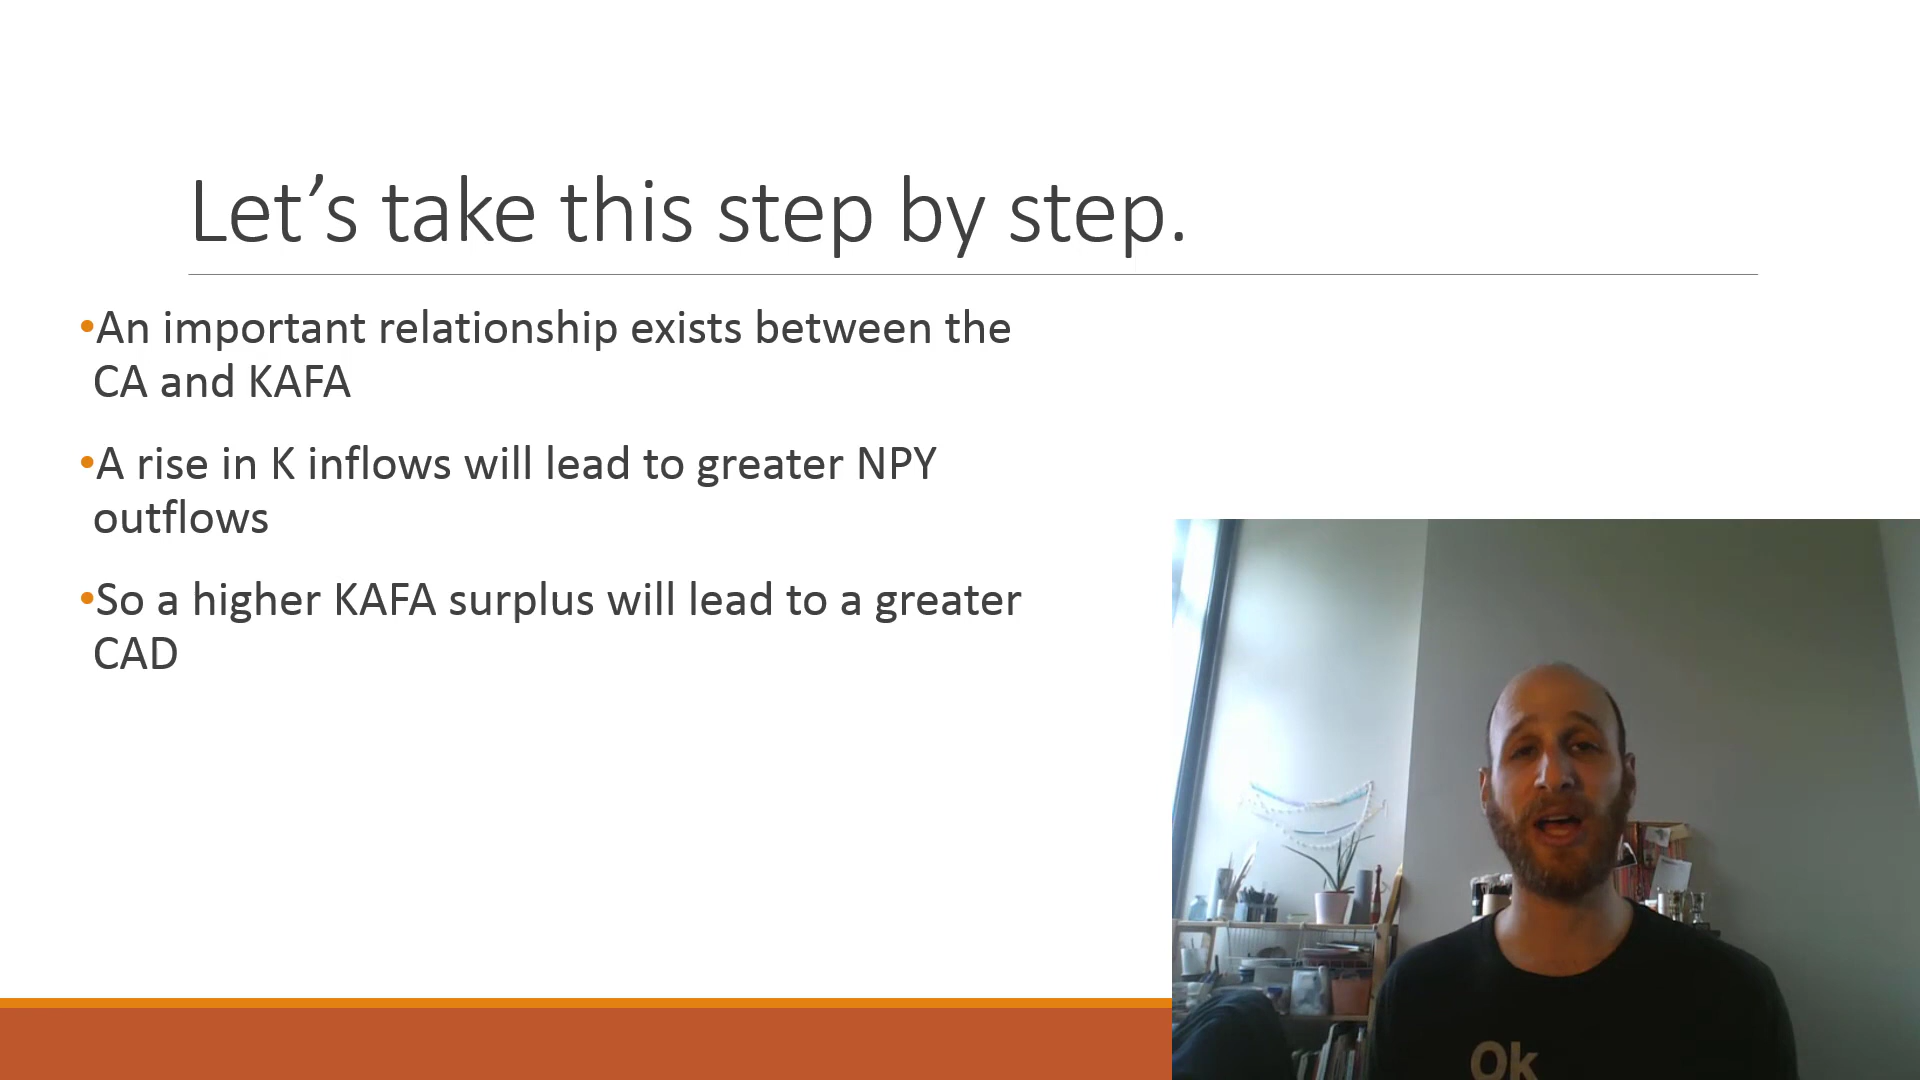 Let’s take this step by step.
•An important relationship exists between the
CA and KAFA
•A rise in K inflows will lead to greater NPY
outflows
•So a higher KAFA surplus will lead to a greater
CAD
Ok